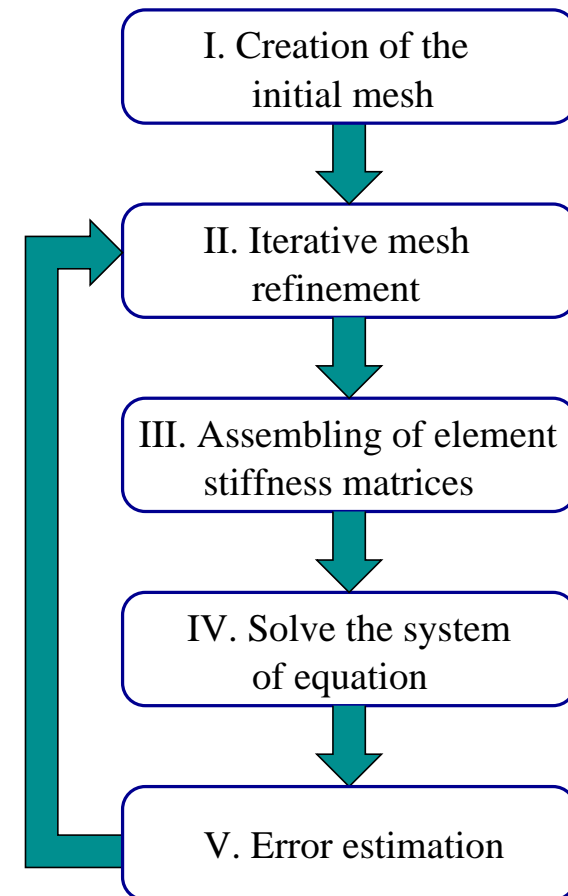 I. Creation of the
initial mesh
II. Iterative mesh
refinement
III. Assembling of element
stiffness matrices
IV. Solve the system
of equation
V. Error estimation